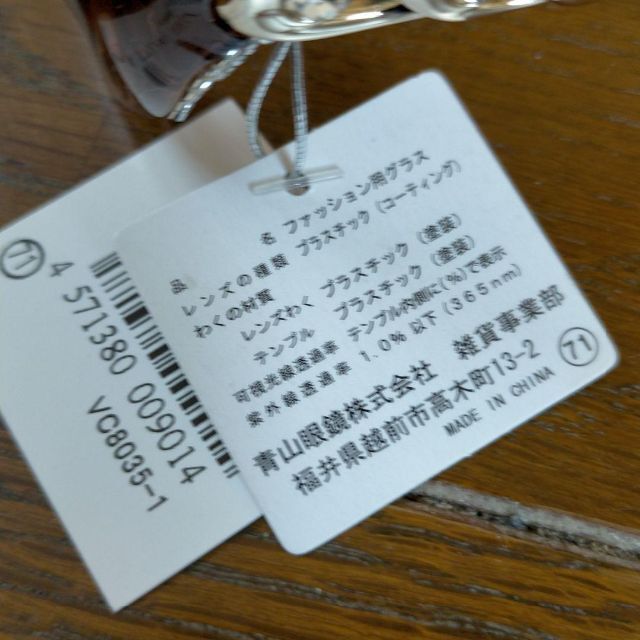 品 名 ファッション用グラス
レンズの種類 プラスチック(コーティング)
わくの材質
レンズわく プラスチック(塗装)
テンプル プラスチック(塗装)
可視光線透過率 テンプル内側に(%)で表示
紫外線透過率 1.0%以下(365nm)
青山眼鏡株式会社 雑貨事業部
福井県越前市高木町13-2
MADE IN CHINA
71
71
4 571380 009014
VC8035-1